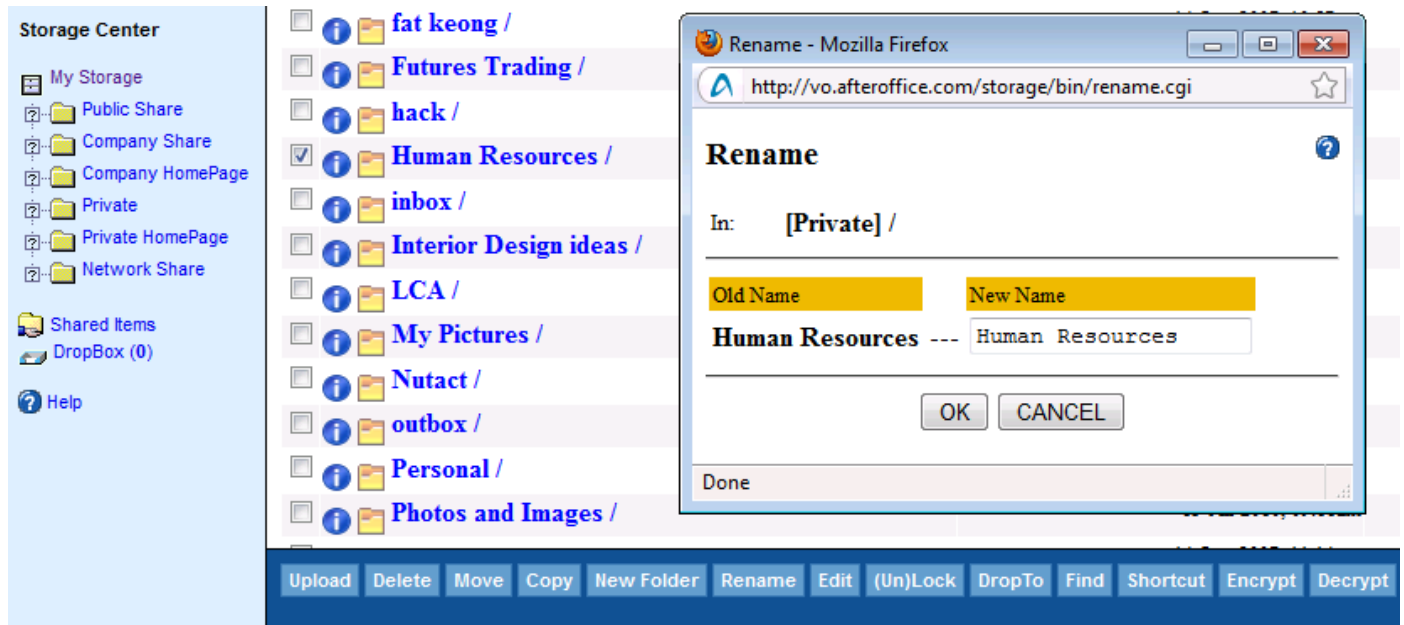 Storage Center
My Storage
Public Share
Company Share
Company HomePage
Private
Private HomePage
Network Share
Shared Items
DropBox (0)
Help
fat keong /
Futures Trading /
hack /
Human Resources /
inbox /
Interior Design ideas /
LCA /
My Pictures /
Nutact /
outbox /
Personal /
Photos and Images /
Rename - Mozilla Firefox
http://vo.afteroffice.com/storage/bin/rename.cgi
Rename
In: [Private] /
Old Name New Name
Human Resources --- Human Resources
OK CANCEL
Done
Upload Delete Move Copy New Folder Rename Edit (Un)Lock DropTo Find Shortcut Encrypt Decrypt